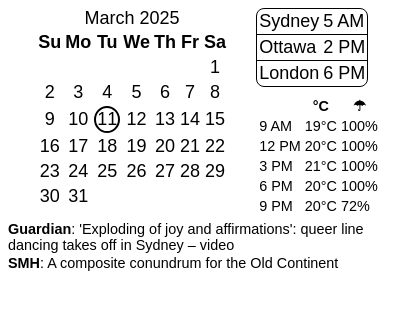 March 2025
Su Mo Tu We Th Fr Sa
1
2 3 4 5 6 7 8
9 10 11 12 13 14 15
16 17 18 19 20 21 22
23 24 25 26 27 28 29
30 31
Sydney 5 AM
Ottawa 2 PM
London 6 PM
°C ☂
9 AM 19°C 100%
12 PM 20°C 100%
3 PM 21°C 100%
6 PM 20°C 100%
9 PM 20°C 72%
Guardian: 'Exploding of joy and affirmations': queer line
dancing takes off in Sydney – video
SMH: A composite conundrum for the Old Continent